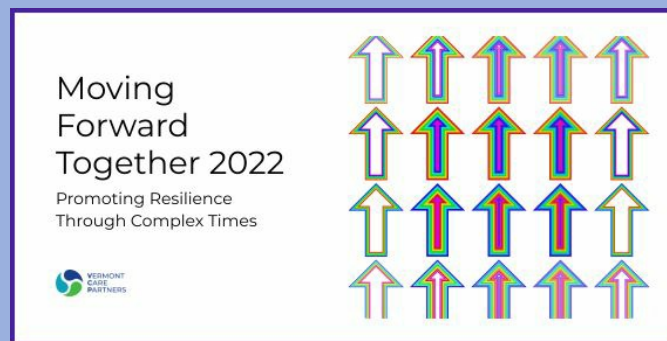 Moving
Forward
Together 2022
Promoting Resilience
Through Complex Times
VERMONT
CARE
PARTNERS